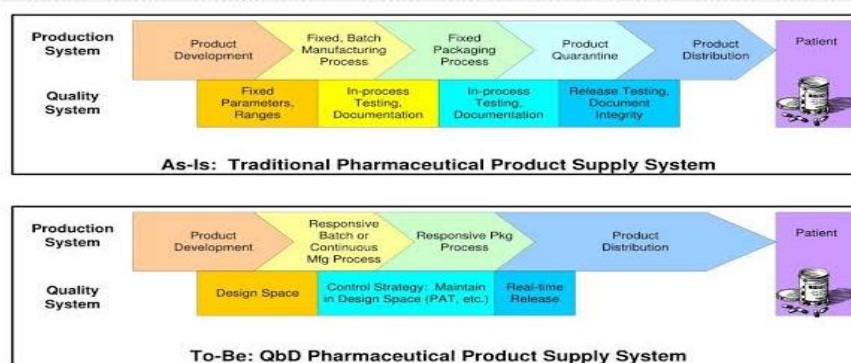 Production
System
Product
Development
Fixed, Batch
Manufacturing
Process
Fixed
Packaging
Process
Product
Quarantine
Product
Distribution
Patient
Quality
System
Fixed
Parameters,
Ranges
In-process
Testing,
Documentation
In-process
Testing,
Documentation
Release Testing,
Document
Integrity
As-Is: Traditional Pharmaceutical Product Supply System
Production
System
Product
Development
Responsive
Batch or
Continuous
Mfg Process
Responsive Pkg
Process
Product
Distribution
Patient
Quality
System
Design Space
Control Strategy: Maintain
in Design Space (PAT, etc.)
Real-time
Release
To-Be: QbD Pharmaceutical Product Supply System